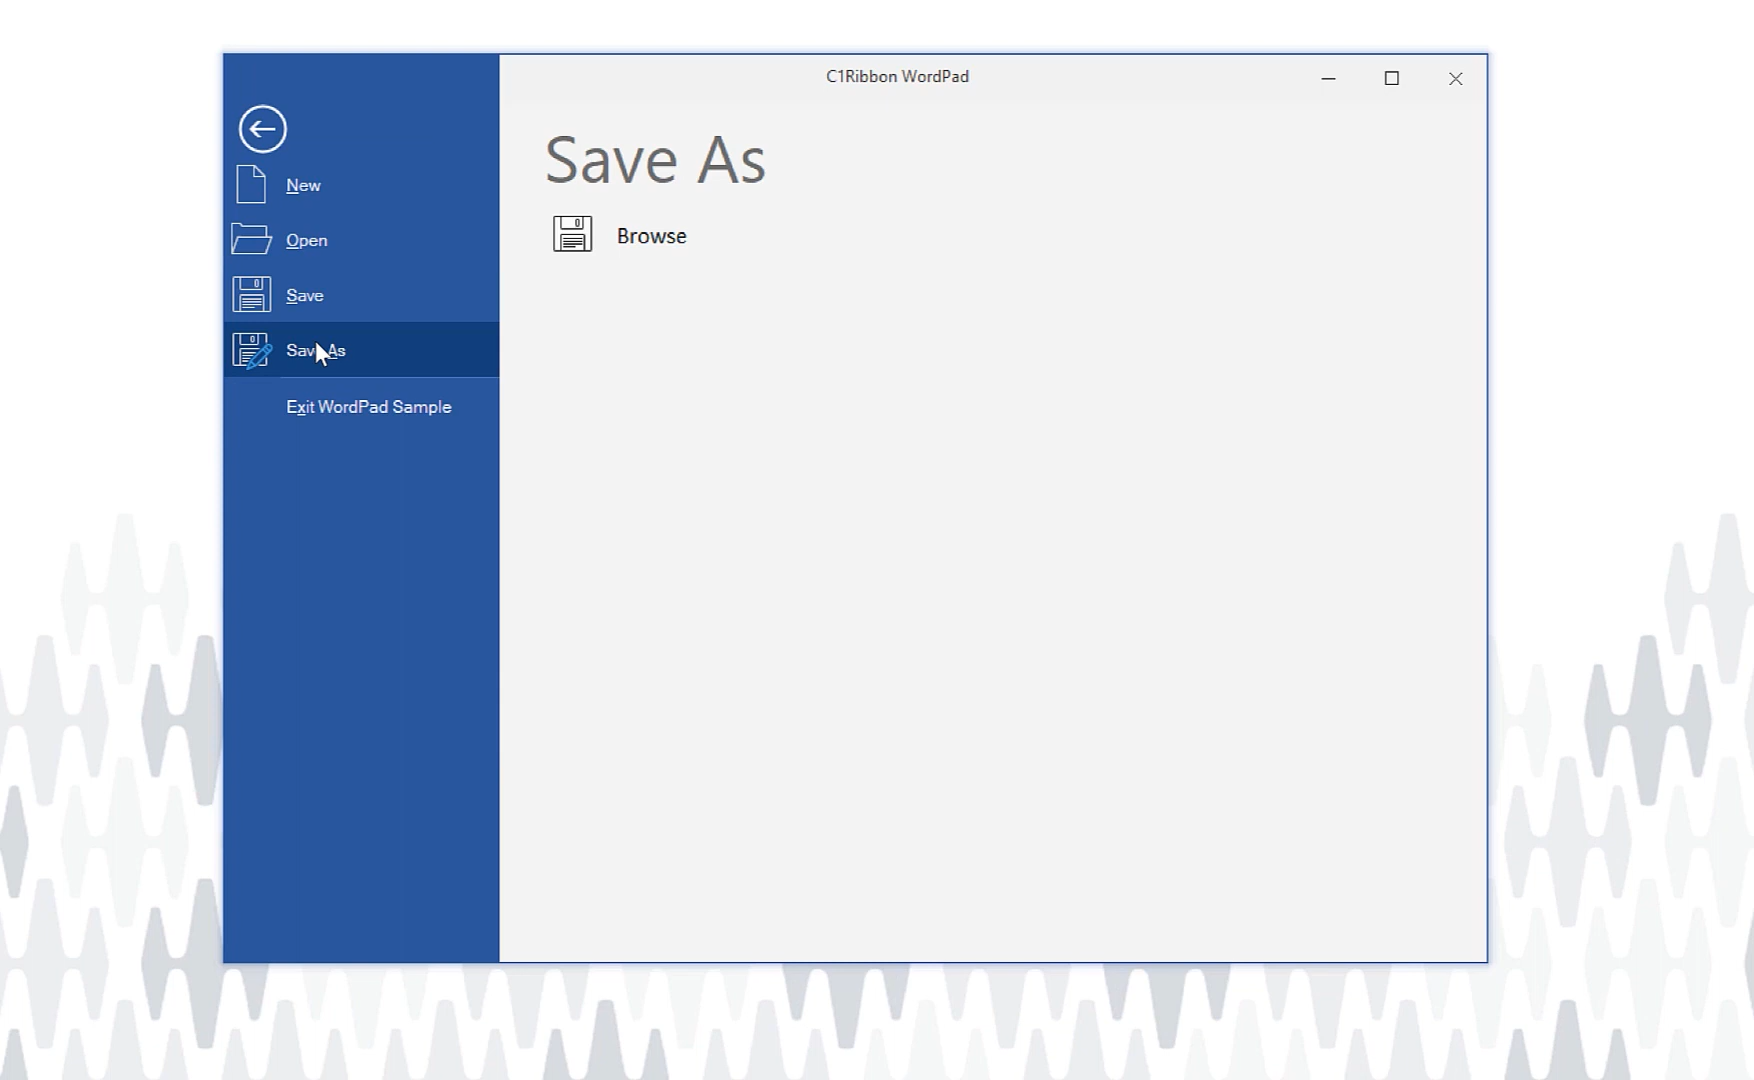 C1Ribbon WordPad
New
Open
Save
Save As
Exit WordPad Sample
Save As
Browse